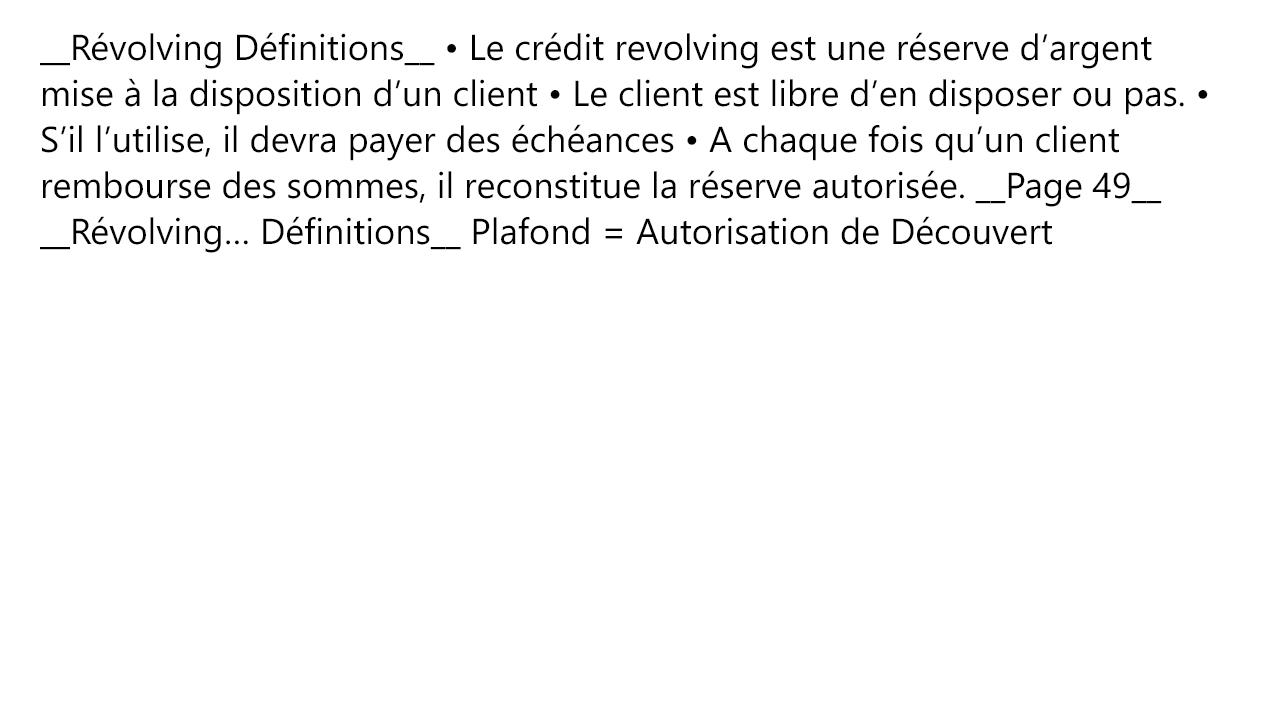 __Révolving Définitions__ • Le crédit revolving est une réserve d’argent
mise à la disposition d’un client • Le client est libre d’en disposer ou pas. •
S’il l’utilise, il devra payer des échéances • A chaque fois qu’un client
rembourse des sommes, il reconstitue la réserve autorisée. __Page 49__
__Révolving… Définitions__ Plafond = Autorisation de Découvert